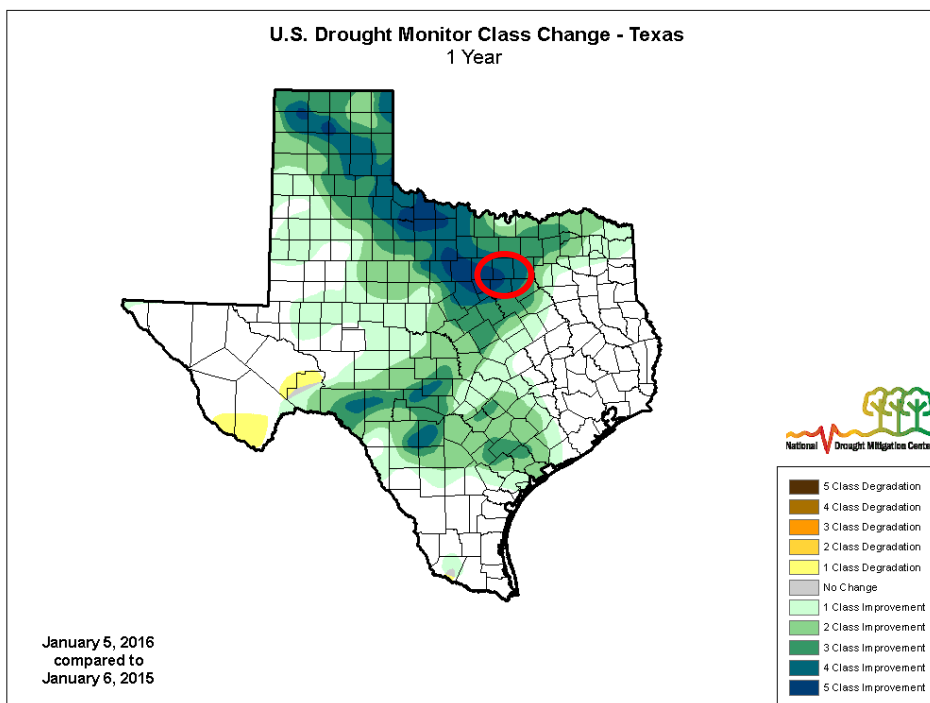 U.S. Drought Monitor Class Change - Texas
1 Year
National Drought Mitigation Center
5 Class Degradation
4 Class Degradation
3 Class Degradation
2 Class Degradation
1 Class Degradation
No Change
1 Class Improvement
2 Class Improvement
3 Class Improvement
4 Class Improvement
5 Class Improvement
January 5, 2016
compared to
January 6, 2015